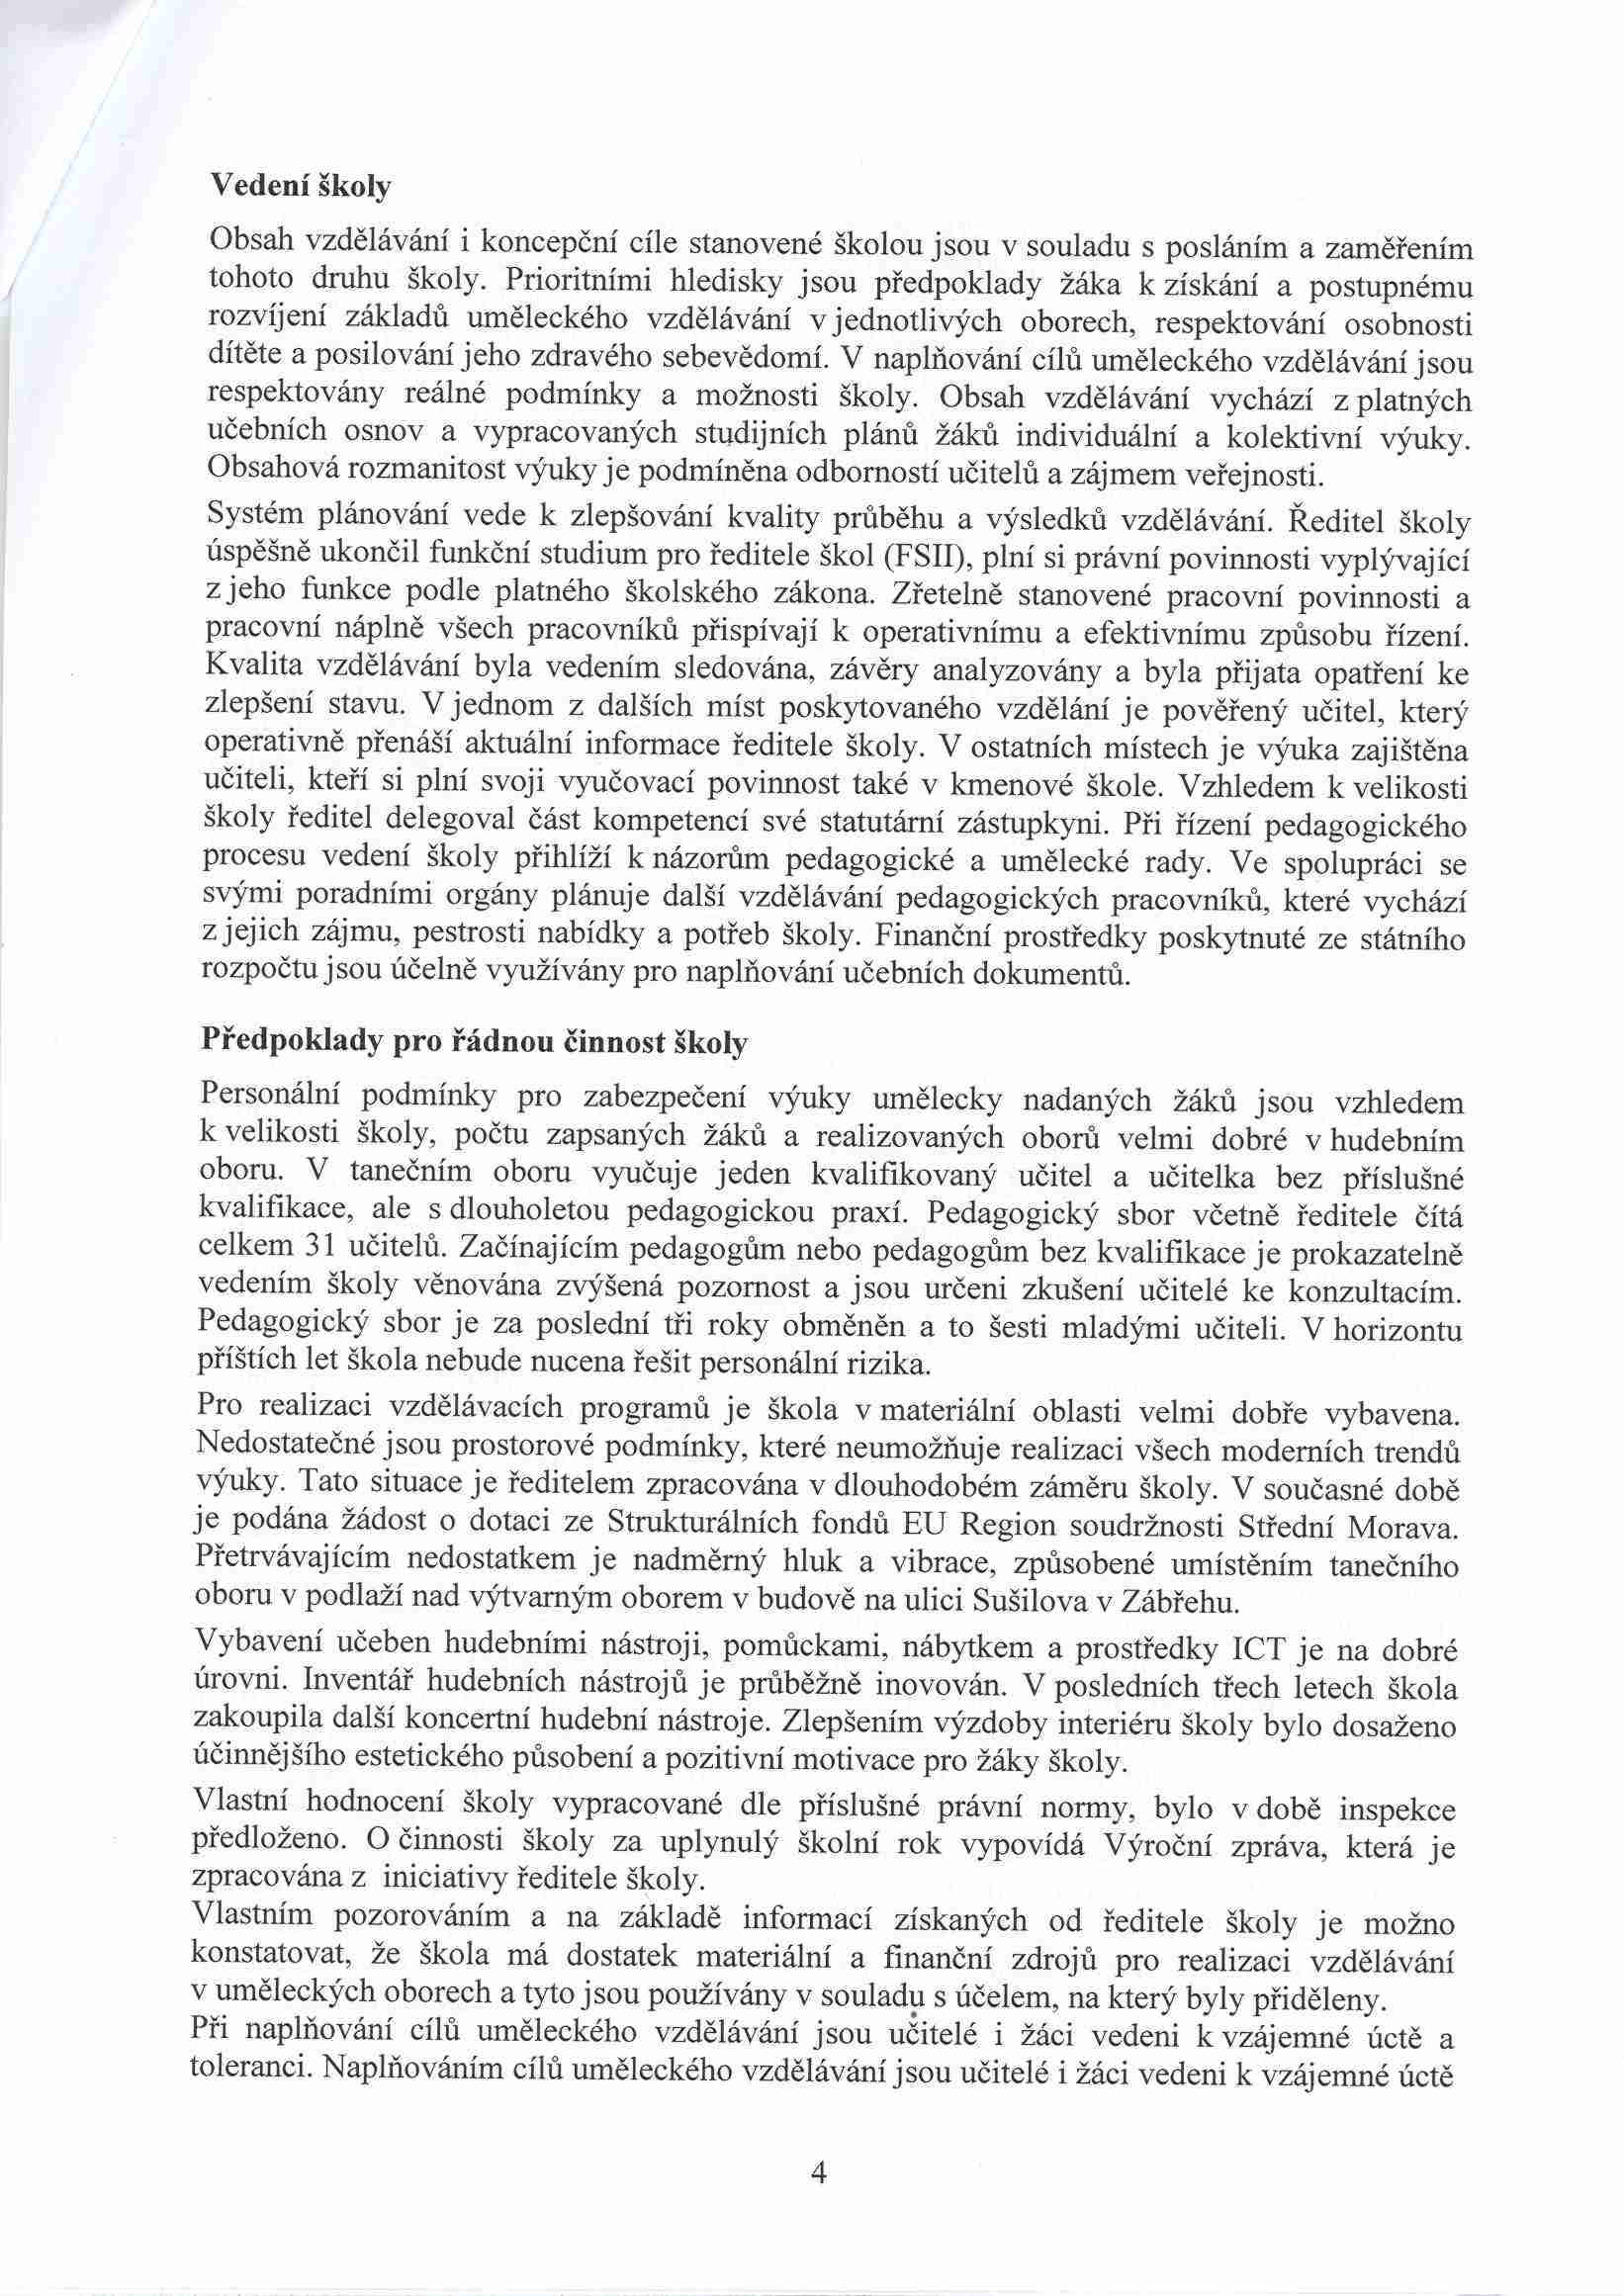 Vedení školy
Obsah vzdělávání i koncepční cíle stanovené školou jsou v souladu s posláním a zaměřením
tohoto druhu školy. Prioritními hledisky jsou předpoklady žáka k získání a postupnému
rozvíjení základů uměleckého vzdělávání v jednotlivých oborech, respektování osobnosti
dítěte a posilování jeho zdravého sebevědomí. V naplňování cílů uměleckého vzdělávání jsou
respektovány reálné podmínky a možnosti školy. Obsah vzdělávání vychází z platných
učebních osnov a vypracovaných studijních plánů žáků individuální a kolektivní výuky.
Obsahová rozmanitost výuky je podmíněna odborností učitelů a zájmem veřejnosti.
Systém plánování vede k zlepšování kvality průběhu a výsledků vzdělávání. Ředitel školy
úspěšně ukončil funkční studium pro ředitele škol (FSII), plní si právní povinnosti vyplývající
z jeho funkce podle platného školského zákona. Zřetelně stanovené pracovní povinnosti a
pracovní náplně všech pracovníků přispívají k operativnímu a efektivnímu způsobu řízení.
Kvalita vzdělávání byla vedením sledována, závěry analyzovány a byla přijata opatření ke
zlepšení stavu. V jednom z dalších míst poskytovaného vzdělání je pověřený učitel, který
operativně přenáší aktuální informace ředitele školy. V ostatních místech je výuka zajištěna
učiteli, kteří si plní svoji vyučovací povinnost také v kmenové škole. Vzhledem k velikosti
školy ředitel delegoval část kompetencí své statutární zástupkyni. Při řízení pedagogického
procesu vedení školy přihlíží k názorům pedagogické a umělecké rady. Ve spolupráci se
svými poradními orgány plánuje další vzdělávání pedagogických pracovníků, které vychází
z jejich zájmu, pestrosti nabídky a potřeb školy. Finanční prostředky poskytnuté ze státního
rozpočtu jsou účelně využívány pro naplňování učebních dokumentů.
Předpoklady pro řádnou činnost školy
Personální podmínky pro zabezpečení výuky umělecky nadaných žáků jsou vzhledem
k velikosti školy, počtu zapsaných žáků a realizovaných oborů velmi dobré v hudebním
oboru. V tanečním oboru vyučuje jeden kvalifikovaný učitel a učitelka bez příslušné
kvalifikace, ale s dlouholetou pedagogickou praxí. Pedagogický sbor včetně ředitele čítá
celkem 31 učitelů. Začínajícím pedagogům nebo pedagogům bez kvalifikace je prokazatelně
vedením školy věnována zvýšená pozornost a jsou určeni zkušení učitelé ke konzultacím.
Pedagogický sbor je za poslední tři roky obměněn a to šesti mladými učiteli. V horizontu
příštích let škola nebude nucena řešit personální rizika.
Pro realizaci vzdělávacích programů je škola v materiální oblasti velmi dobře vybavena.
Nedostatečné jsou prostorové podmínky, které neumožňuje realizaci všech moderních trendů
výuky. Tato situace je ředitelem zpracována v dlouhodobém záměru školy. V současné době
je podána žádost o dotaci ze Strukturálních fondů EU Region soudržnosti Střední Morava.
Přetrvávajícím nedostatkem je nadměrný hluk a vibrace, způsobené umístěním tanečního
oboru v podlaží nad výtvarným oborem v budově na ulici Sušilova v Zábřehu.
Vybavení učeben hudebními nástroji, pomůckami, nábytkem a prostředky ICT je na dobré
úrovni. Inventář hudebních nástrojů je průběžně inovován. V posledních třech letech škola
zakoupila další koncertní hudební nástroje. Zlepšením výzdoby interiéru školy bylo dosaženo
účinnějšího estetického působení a pozitivní motivace pro žáky školy.
Vlastní hodnocení školy vypracované dle příslušné právní normy, bylo v době inspekce
předloženo. O činnosti školy za uplynulý školní rok vypovídá Výroční zpráva, která je
zpracována z iniciativy ředitele školy.
Vlastním pozorováním a na základě informací získaných od ředitele školy je možno
konstatovat, že škola má dostatek materiální a finanční zdrojů pro realizaci vzdělávání
v uměleckých oborech a tyto jsou používány v souladu s účelem, na který byly přiděleny.
Při naplňování cílů uměleckého vzdělávání jsou učitelé i žáci vedeni k vzájemné úctě a
toleranci. Naplňováním cílů uměleckého vzdělávání jsou učitelé i žáci vedeni k vzájemné úctě
4